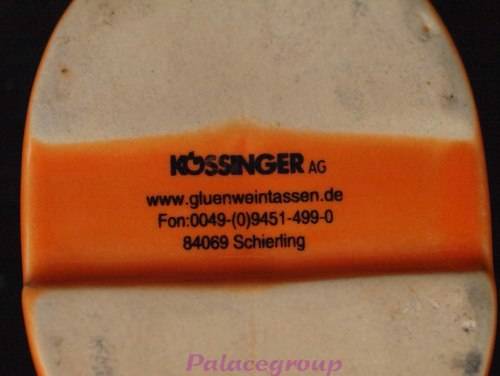 KÖSSINGER AG
www.gluenweintassen.de
Fon:0049-(0)9451-499-0
84069 Schierling
Palacegroup